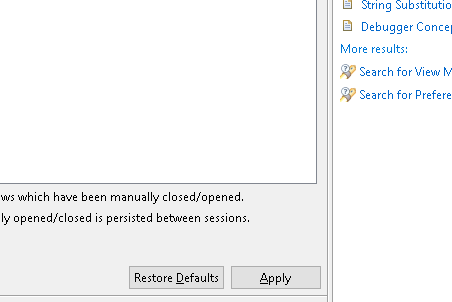 String Substitutio
Debugger Concep
More results:
Search for View M
Search for Prefere
ws which have been manually closed/opened.
ly opened/closed is persisted between sessions.
Restore Defaults
Apply